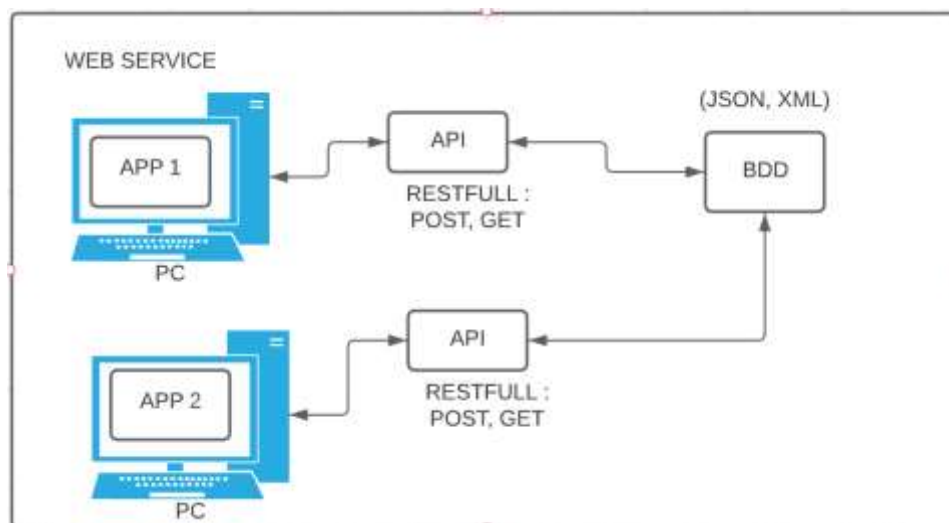 WEB SERVICE
(JSON, XML)
APP 1
API
BDD
RESTFULL :
POST, GET
PC
API
APP 2
RESTFULL :
POST, GET
PC